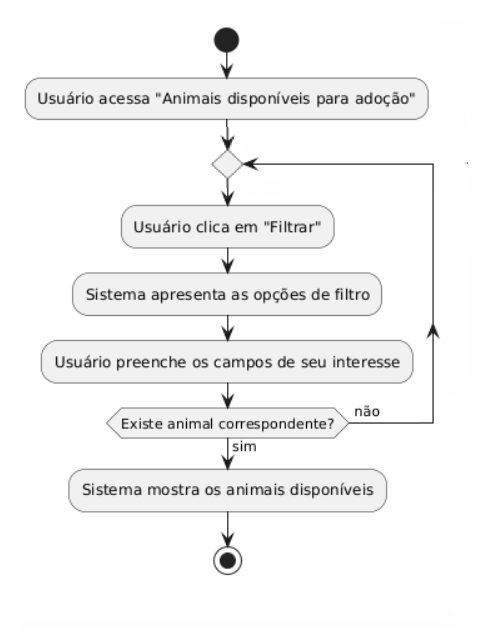 Usuário acessa "Animais disponíveis para adoção"
Usuário clica em "Filtrar"
Sistema apresenta as opções de filtro
Usuário preenche os campos de seu interesse
Existe animal correspondente?
não
sim
Sistema mostra os animais disponíveis